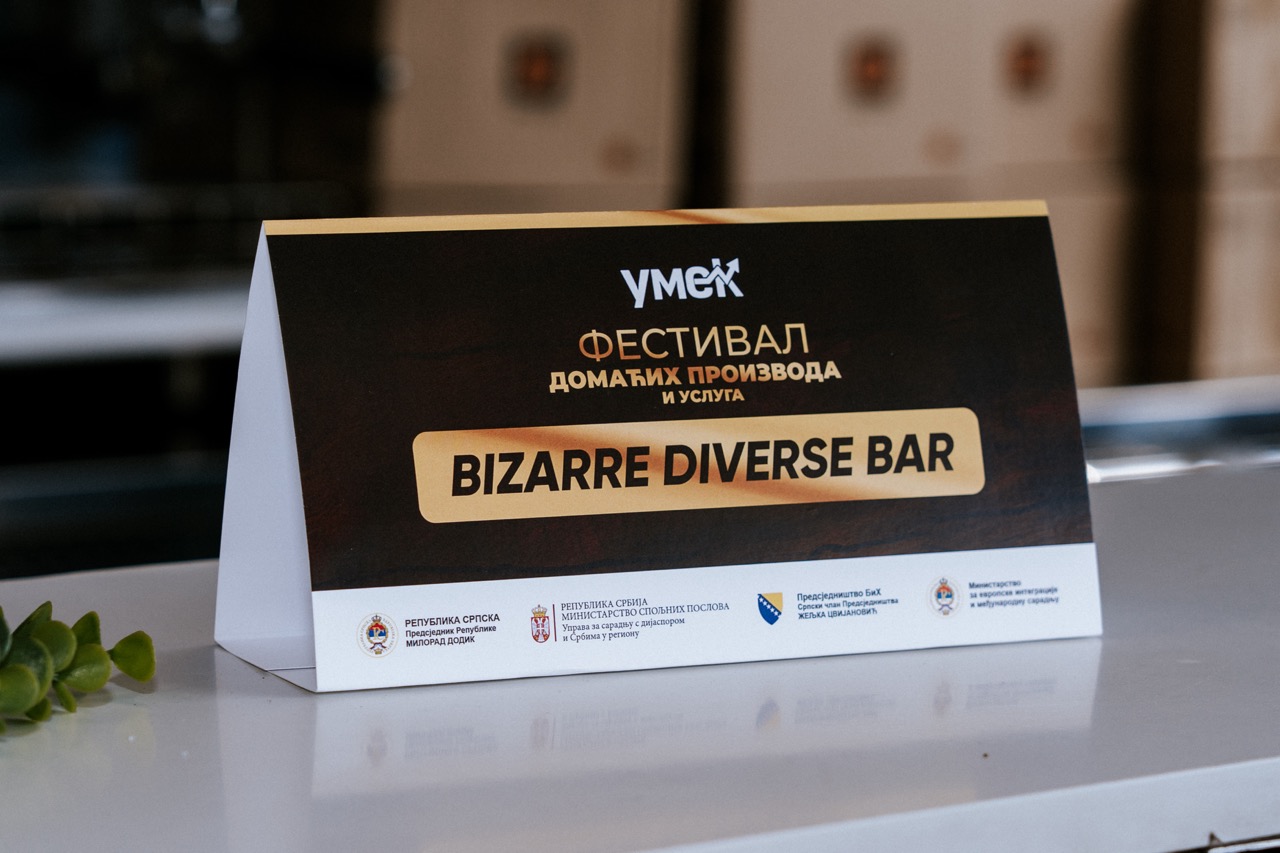 умек
ФЕСТИВАЛ
ДОМАЋИХ ПРОИЗВОДА
И УСЛУГА
BIZARRE DIVERSE BAR
РЕПУБЛИКА СРПСКА
Предсједник Републике
МИЛОРАД ДОДИК
РЕПУБЛИКА СРБИЈА
МИНИСТАРСТВО СПОЉНИХ ПОСЛОВА
Управа за сарадњу с дијаспором
и Србима у региону
Предсједништво БиХ
Српски члан Предсједништва
ЖЕЉКА ЦВИЈАНОВИЋ
Министарство
за европске интеграције
и међународну сарадњу